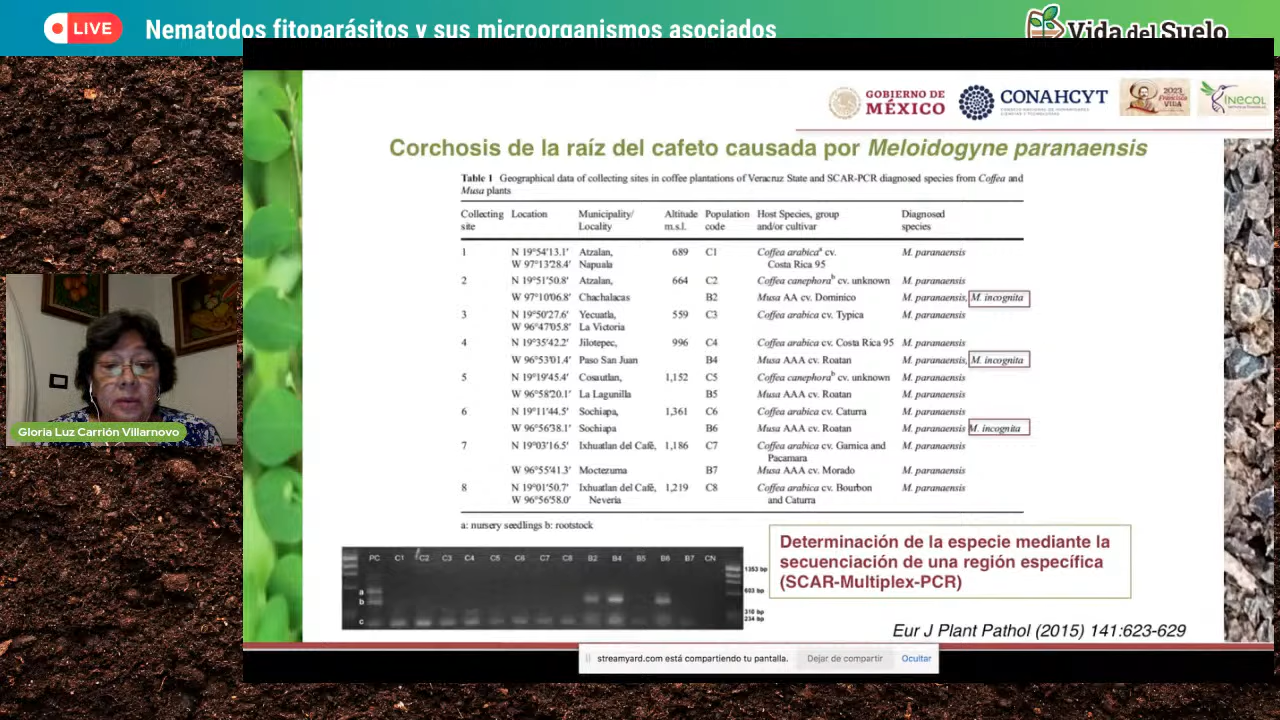 LIVE
Nematodos fitoparásitos y sus microorganismos asociados
Vida del Suelo
GOBIERNO DE
MÉXICO
CONAHCYT
2023
VILLA
INECOL
Corchosis de la raíz del cafeto causada por Meloidogyne paranaensis
Table 1 Geographical data of collecting sites in coffee plantations of Veracruz State and SCAR-PCR diagnosed species from Coffea and
Musa plants
Collecting Location Municipality/ Altitude Population Host Species, group Diagnosed
site Locality m.s.l. code and/or cultivar species
1 N 19°54'13.1' Atzalan, 689 C1 Coffea arabicaᵃ cv. M. paranaensis
W 97°13'28.4' Napuala Costa Rica 95
2 N 19°51'50.8' Atzalan, 664 C2 Coffea canephoraᵇ cv. unknown M. paranaensis
W 97°10'06.8' Chachalacas B2 Musa AA cv. Dominico M. paranaensis, M. incognita
3 N 19°50'27.6' Yecuatla, 559 C3 Coffea arabica cv. Typica M. paranaensis
W 96°47'05.8' La Victoria
4 N 19°35'42.2' Jilotepec, 996 C4 Coffea arabica cv. Costa Rica 95 M. paranaensis
W 96°53'01.4' Paso San Juan B4 Musa AAA cv. Roatan M. paranaensis, M. incognita
5 N 19°19'45.4' Cosautlan, 1,152 C5 Coffea canephoraᵇ cv. unknown M. paranaensis
W 96°58'20.1' La Lagunilla B5 Musa AAA cv. Roatan M. paranaensis
6 N 19°11'44.5' Sochiapa, 1,361 C6 Coffea arabica cv. Caturra M. paranaensis
W 96°56'38.1' Sochiapa B6 Musa AAA cv. Roatan M. incognita
7 N 19°03'16.5' Ixhuatlan del Café, 1,186 C7 Coffea arabica cv. Garnica and M. paranaensis
Pacamara
W 96°55'41.3' Moctezuma B7 Musa AAA cv. Morado M. paranaensis
8 N 19°01'50.7' Ixhuatlan del Café, 1,219 C8 Coffea arabica cv. Bourbon M. paranaensis
W 96°56'58.0' Nevería and Caturra
a: nursery seedlings b: rootstock
PC C1 C2 C3 C4 C5 C6 C7 C8 B2 B4 B5 B6 B7 CN
1353 bp
a
603 bp
b
310 bp
c
234 bp
Determinación de la especie mediante la
secuenciación de una región específica
(SCAR-Multiplex-PCR)
Eur J Plant Pathol (2015) 141:623-629
Gloria Luz Carrión Villarnovo
streamyard.com está compartiendo tu pantalla. Dejar de compartir Ocultar